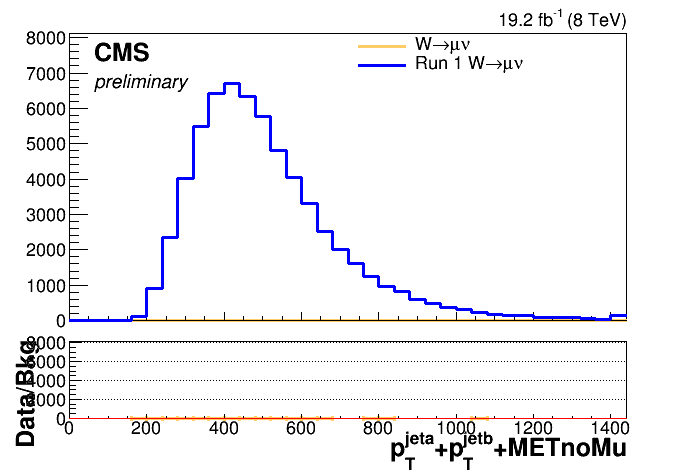 19.2 fb⁻¹ (8 TeV)
8000
CMS
W→μν
Run 1 W→μν
7000
preliminary
6000
5000
4000
3000
2000
1000
0
Data/Bkg
8000
6000
4000
2000
0
0 200 400 600 800 1000 1200 1400
p_T^jeta+p_T^jetb+METnoMu